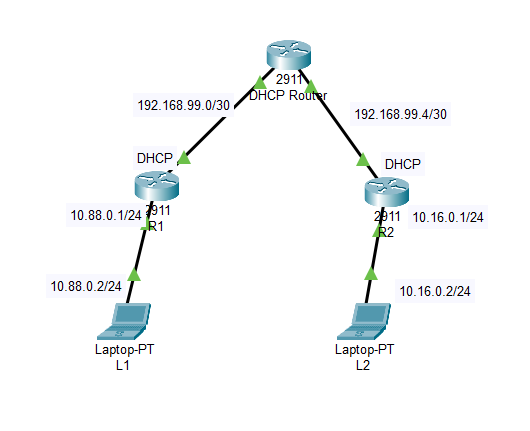 2911
DHCP Router
192.168.99.0/30
192.168.99.4/30
DHCP
DHCP
10.88.0.1/24
2911
R1
2911
R2
10.16.0.1/24
10.88.0.2/24
10.16.0.2/24
Laptop-PT
L1
Laptop-PT
L2